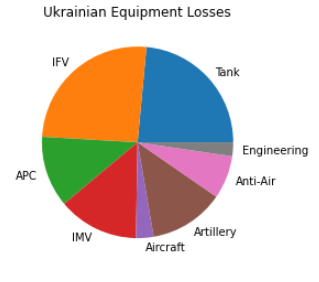 Ukrainian Equipment Losses
IFV
Tank
Engineering
Anti-Air
APC
Artillery
IMV
Aircraft